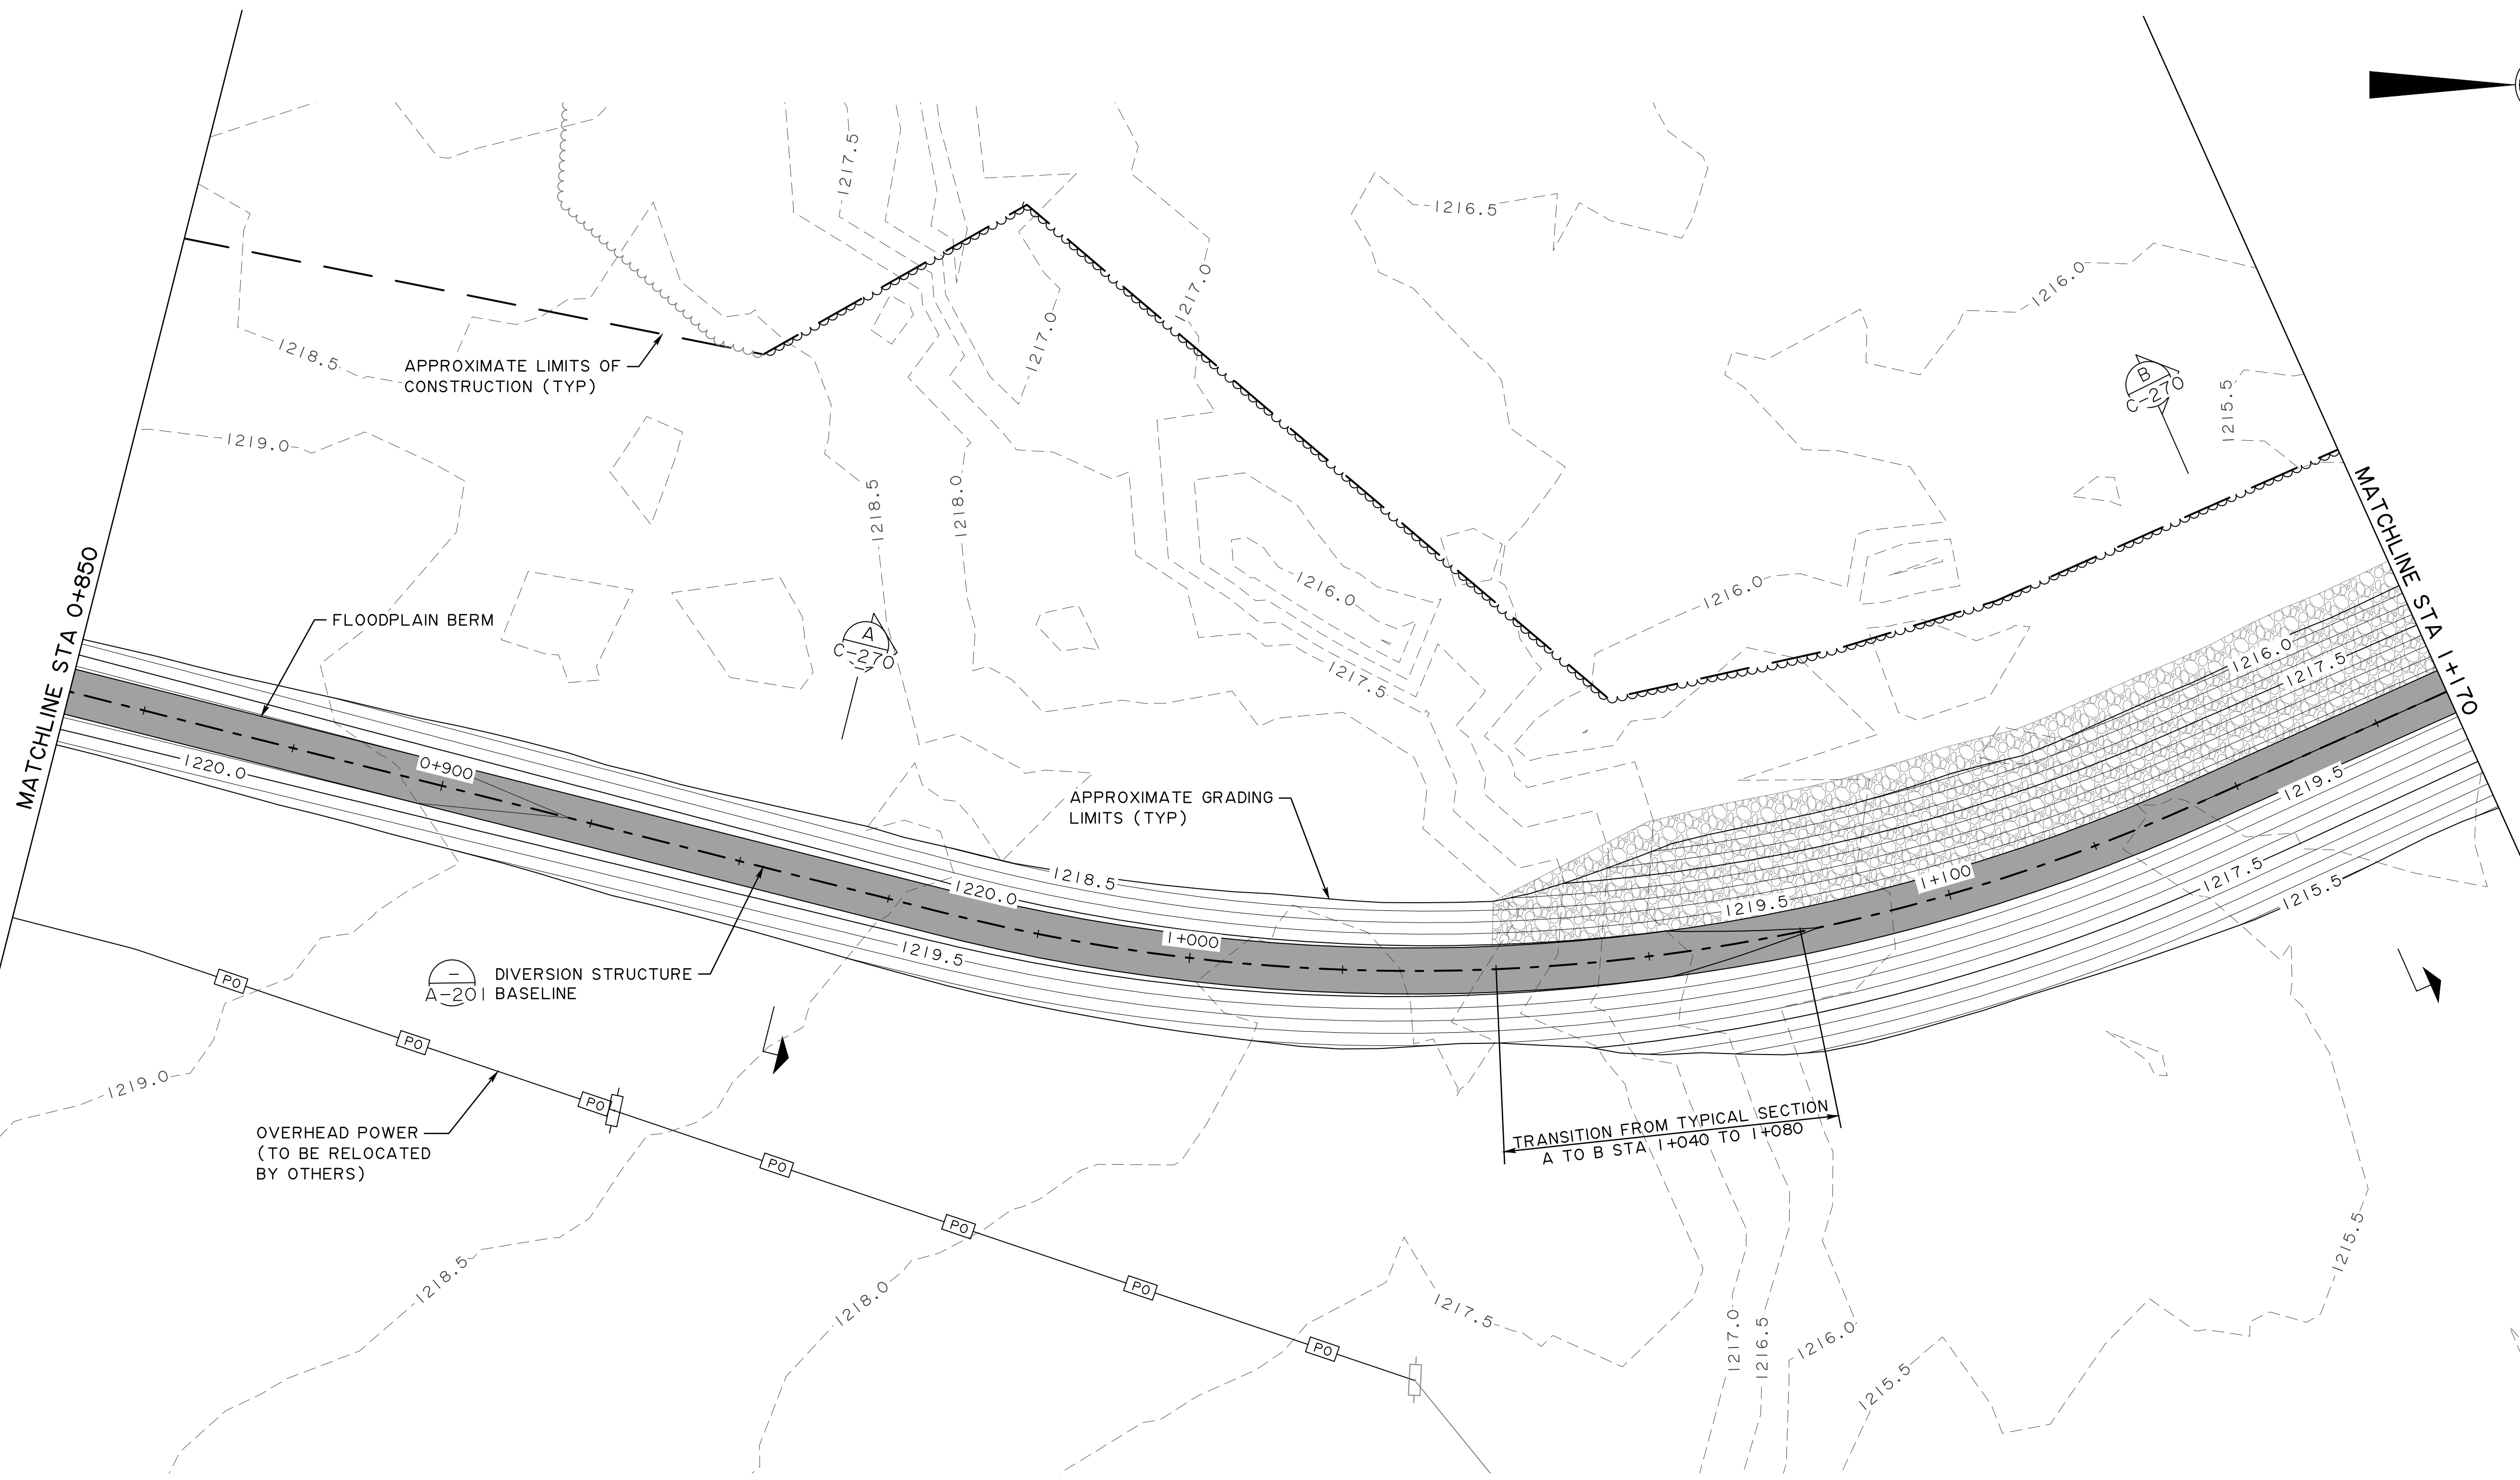 1217.5
1216.5
1217.0
1216.0
1217.0
1218.5
APPROXIMATE LIMITS OF
CONSTRUCTION (TYP)
B
C-270
1215.5
1219.0
1218.5
1218.0
MATCHLINE STA 0+850
MATCHLINE STA 1+170
1216.0
1216.0
FLOODPLAIN BERM
A
C-270
1217.5
1216.0
1217.5
1220.0
0+900
APPROXIMATE GRADING
LIMITS (TYP)
1218.5
1220.0
1219.5
1219.5
1+100
1217.5
1215.5
1+000
1219.5
-
A-201
DIVERSION STRUCTURE
BASELINE
PO
PO
PO
PO
PO
PO
PO
1219.0
OVERHEAD POWER
(TO BE RELOCATED
BY OTHERS)
TRANSITION FROM TYPICAL SECTION
A TO B STA 1+040 TO 1+080
1218.5
1218.0
1217.5
1217.0
1216.5
1216.0
1215.5
1215.5